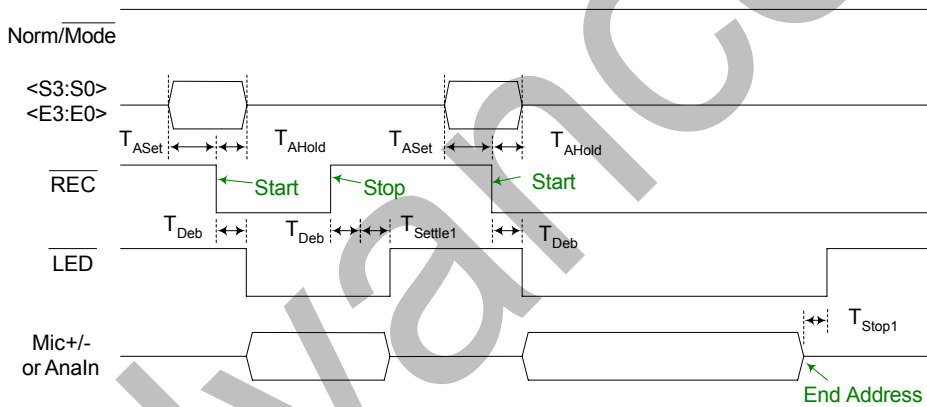 Norm/Mode
<S3:S0>
<E3:E0>
TASet
TAHold
TASet
TAHold
REC
Start
Stop
Start
TDeb
TDeb
TSettle1
TDeb
LED
TStop1
Mic+/-
or AnaIn
End Address